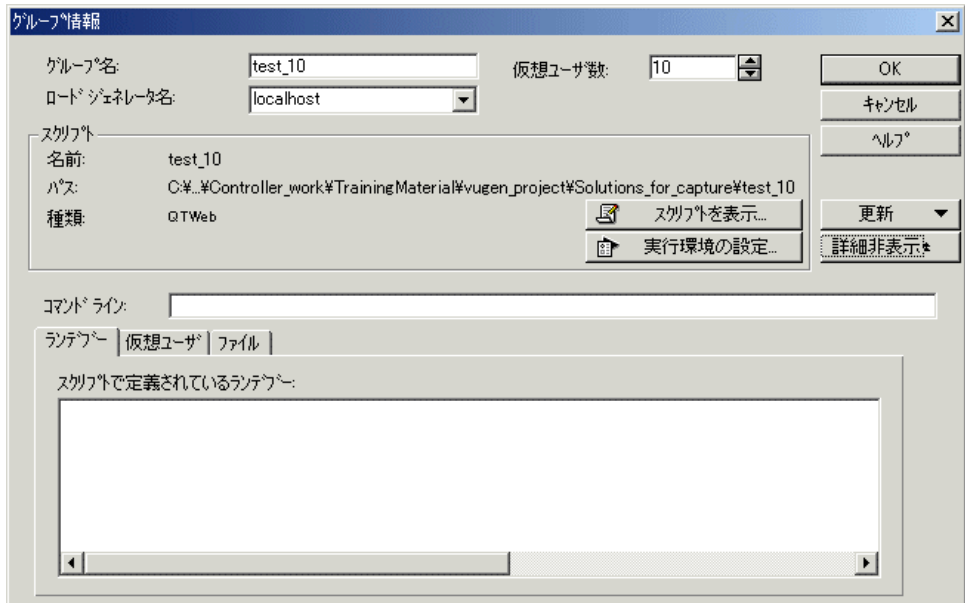 グループ情報
グループ名: test_10 仮想ユーザ数: 10 OK
ロード ジェネレータ名: localhost キャンセル
スクリプト ヘルプ
名前: test_10
パス: C:¥...¥Controller_work¥TrainingMaterial¥vugen_project¥Solutions_for_capture¥test_10
種類: QTWeb スクリプトを表示... 更新
実行環境の設定... 詳細非表示
コマンド ライン:
ランデブー 仮想ユーザ ファイル
スクリプトで定義されているランデブー: